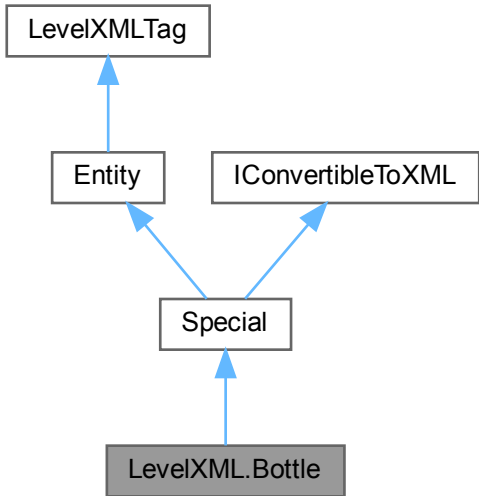 LevelXMLTag
Entity
IConvertibleToXML
Special
LevelXML.Bottle